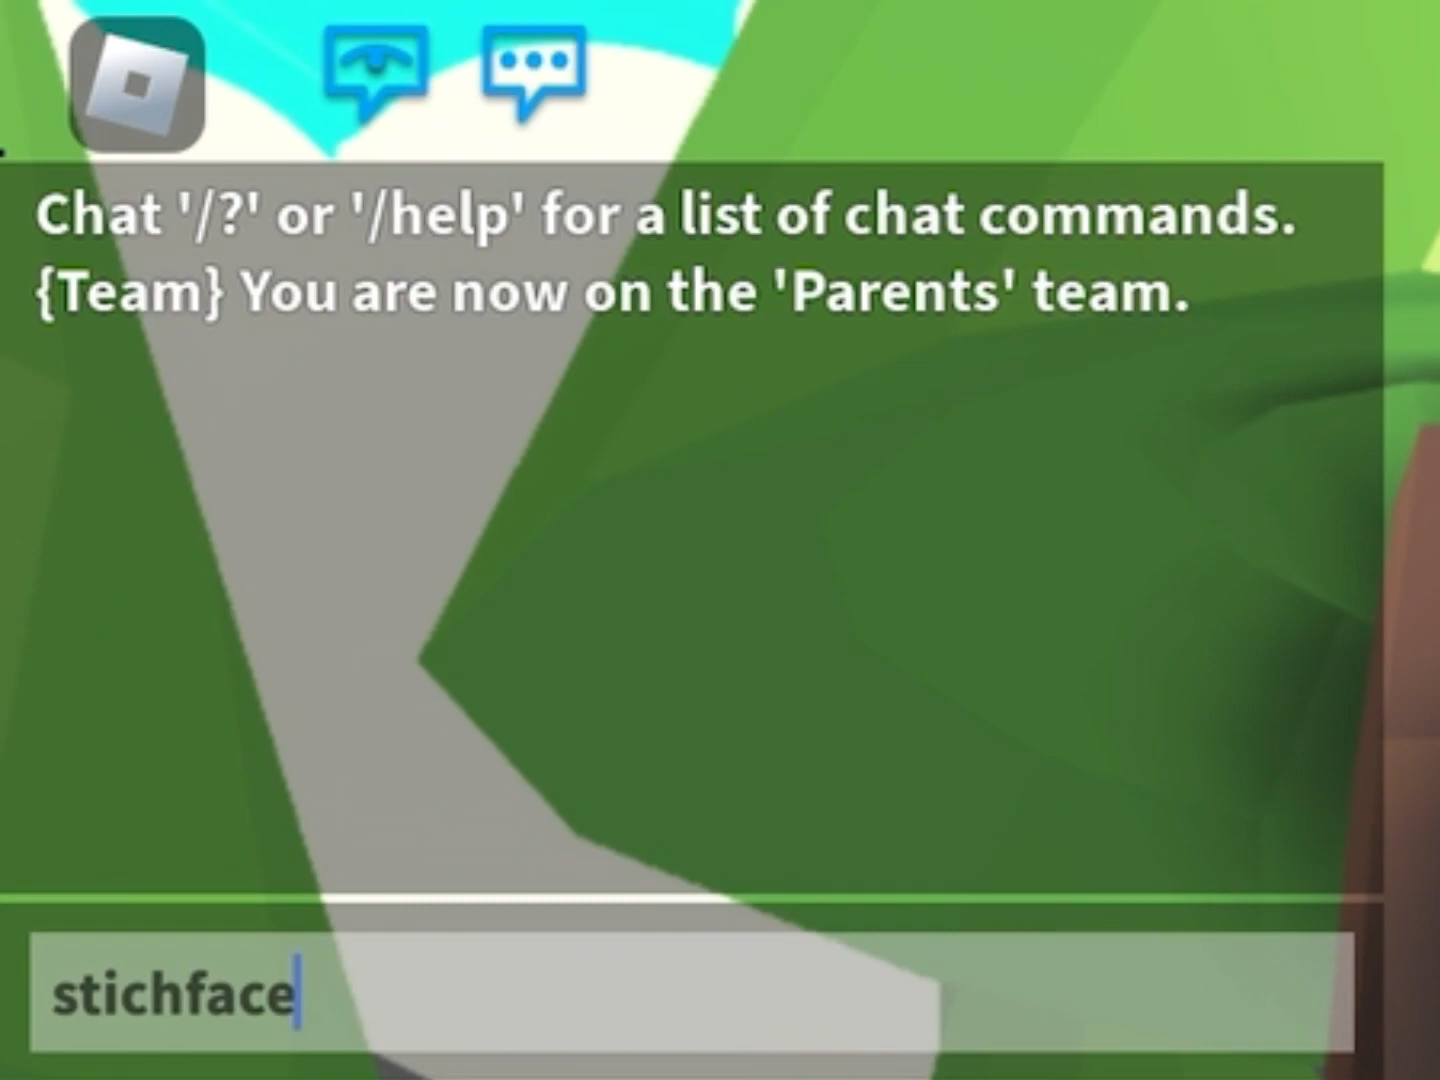 Chat '/?' or '/help' for a list of chat commands.
{Team} You are now on the 'Parents' team.
stichface